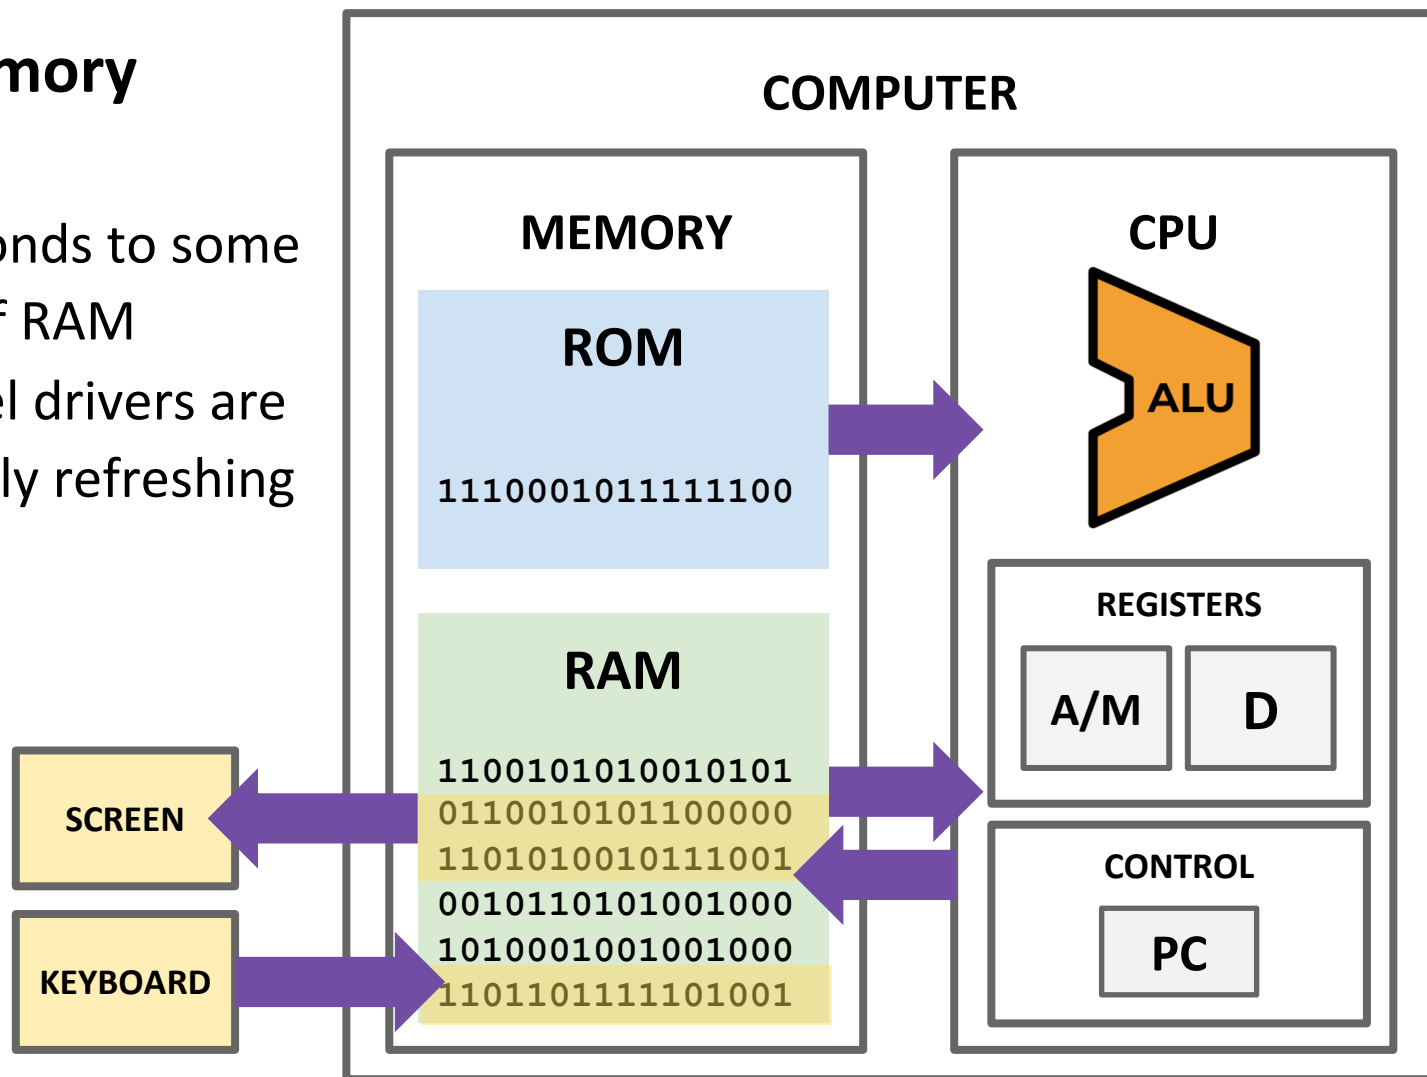 mory
onds to some
f RAM
el drivers are
ly refreshing
COMPUTER
MEMORY
ROM
1110001011111100
RAM
1100101010010101
0110010101100000
1101010010111001
0010110101001000
1010001001001000
1101101111101001
SCREEN
KEYBOARD
CPU
ALU
REGISTERS
A/M
D
CONTROL
PC